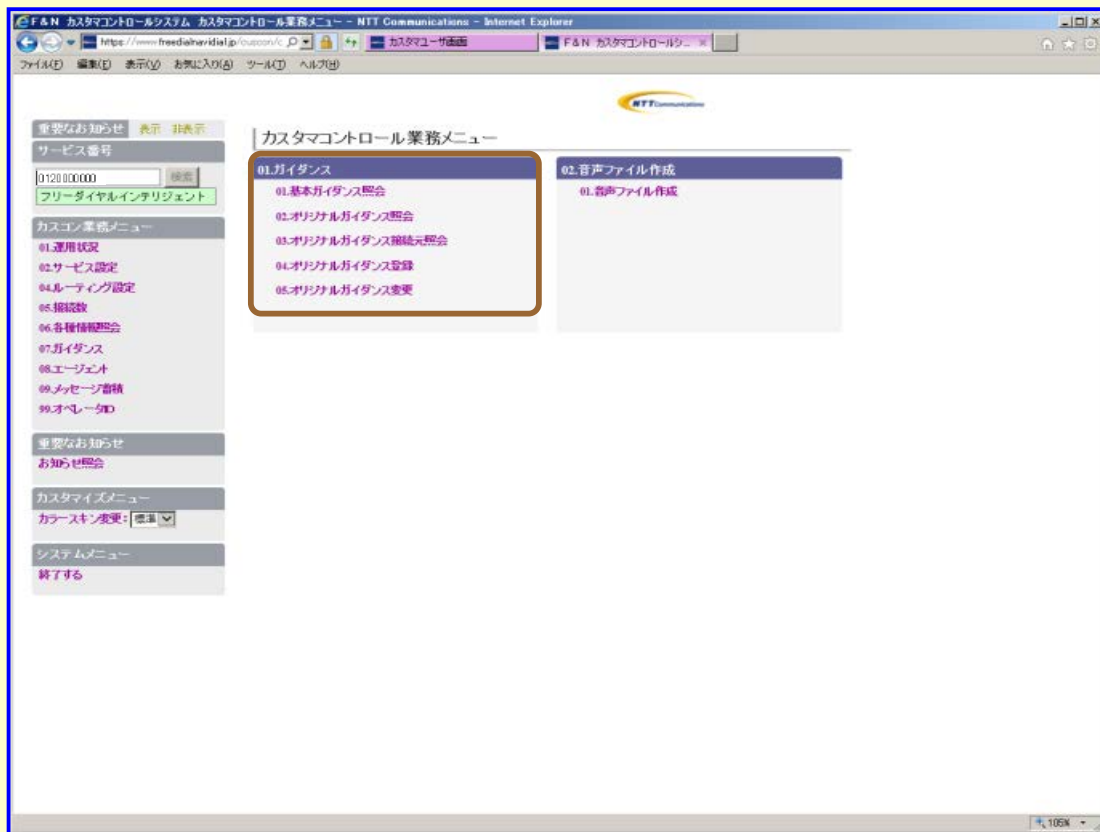 F&N カスタマコントロールシステム カスタマコントロール業務メニュー - NTT Communications - Internet Explorer
https://www.freedialnavidial.jp/cuscon/c
カスタマユーザ画面
F&N カスタマコントロールシ...
ファイル(F) 編集(E) 表示(V) お気に入り(A) ツール(T) ヘルプ(H)
NTT Communications
重要なお知らせ 表示 非表示
サービス番号
0120000000 検索
フリーダイヤルインテリジェント
カスコン業務メニュー
01.運用状況
02.サービス設定
04.ルーティング設定
05.接続数
06.各種情報照会
07.ガイダンス
08.エージェント
09.メッセージ蓄積
99.オペレータID
重要なお知らせ
お知らせ照会
カスタマイズメニュー
カラースキン変更: 標準
システムメニュー
終了する
カスタマコントロール業務メニュー
01.ガイダンス
01.基本ガイダンス照会
02.オリジナルガイダンス照会
03.オリジナルガイダンス接続元照会
04.オリジナルガイダンス登録
05.オリジナルガイダンス変更
02.音声ファイル作成
01.音声ファイル作成
105%